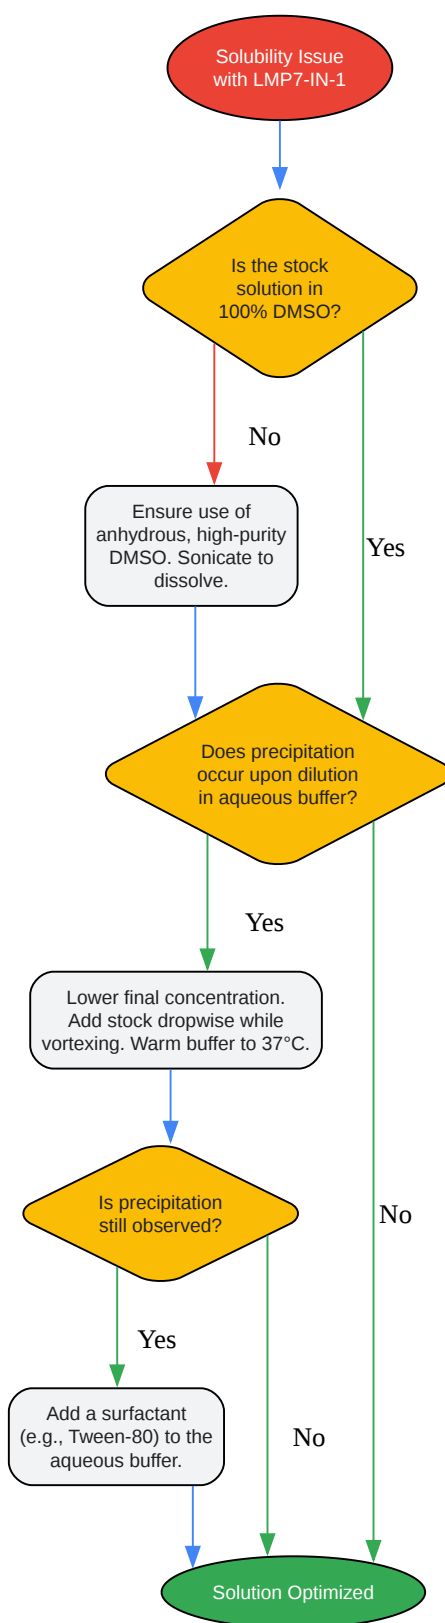 Solubility Issue
with LMP7-IN-1
Is the stock
solution in
100% DMSO?
No
Ensure use of
anhydrous, high-purity
DMSO. Sonicate to
dissolve.
Yes
Does precipitation
occur upon dilution
in aqueous buffer?
Yes
Lower final concentration.
Add stock dropwise while
vortexing. Warm buffer to 37°C.
Is precipitation
still observed?
No
Yes
Add a surfactant
(e.g., Tween-80) to the
aqueous buffer.
No
Solution Optimized